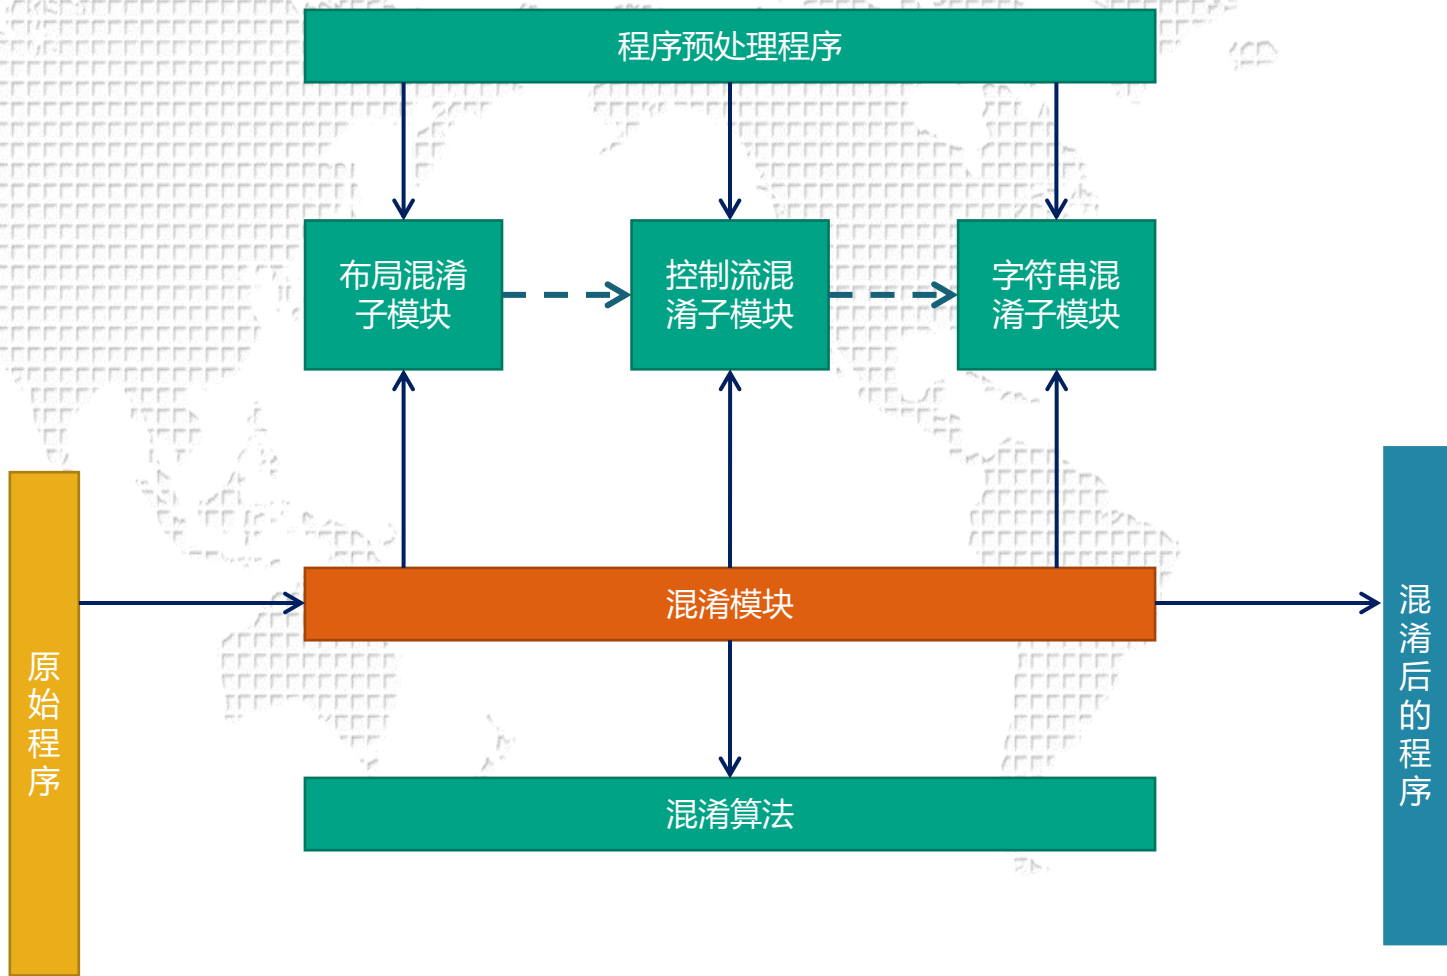 程序预处理程序
布局混淆
子模块
控制流混
淆子模块
字符串混
淆子模块
原始程序
混淆模块
混淆后的程序
混淆算法